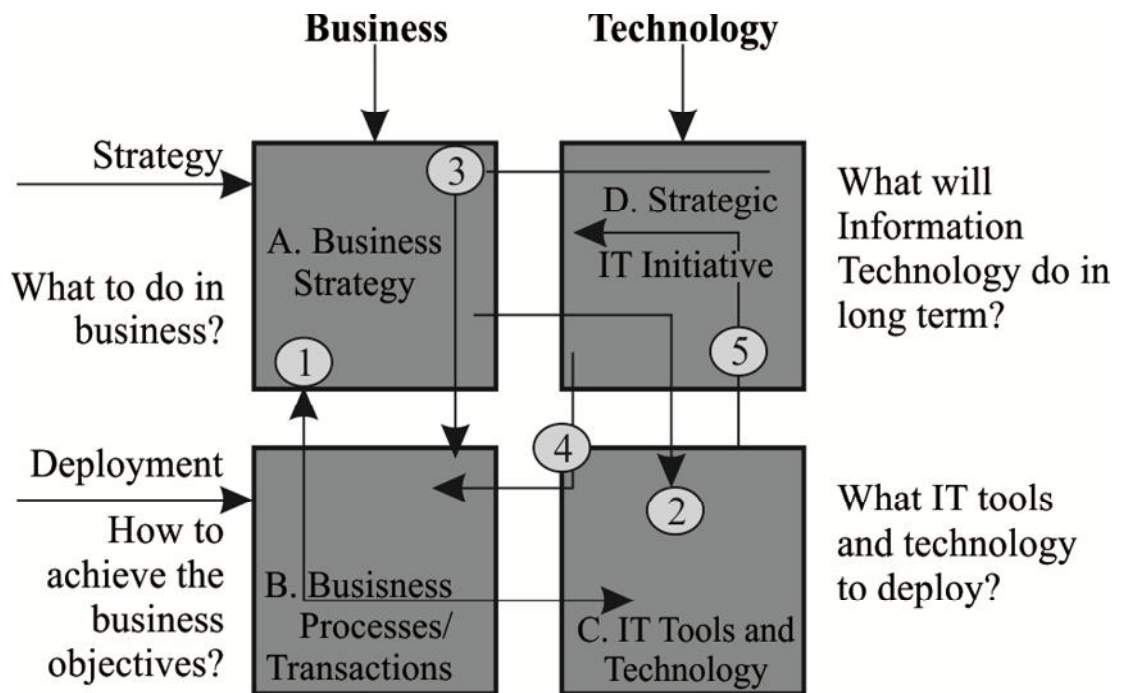 Business
Technology
Strategy
3
D. Strategic
IT Initiative
A. Business
Strategy
What will
Information
Technology do in
long term?
What to do in
business?
1
5
Deployment
4
2
How to
achieve the
business
objectives?
B. Busisness
Processes/
Transactions
C. IT Tools and
Technology
What IT tools
and technology
to deploy?